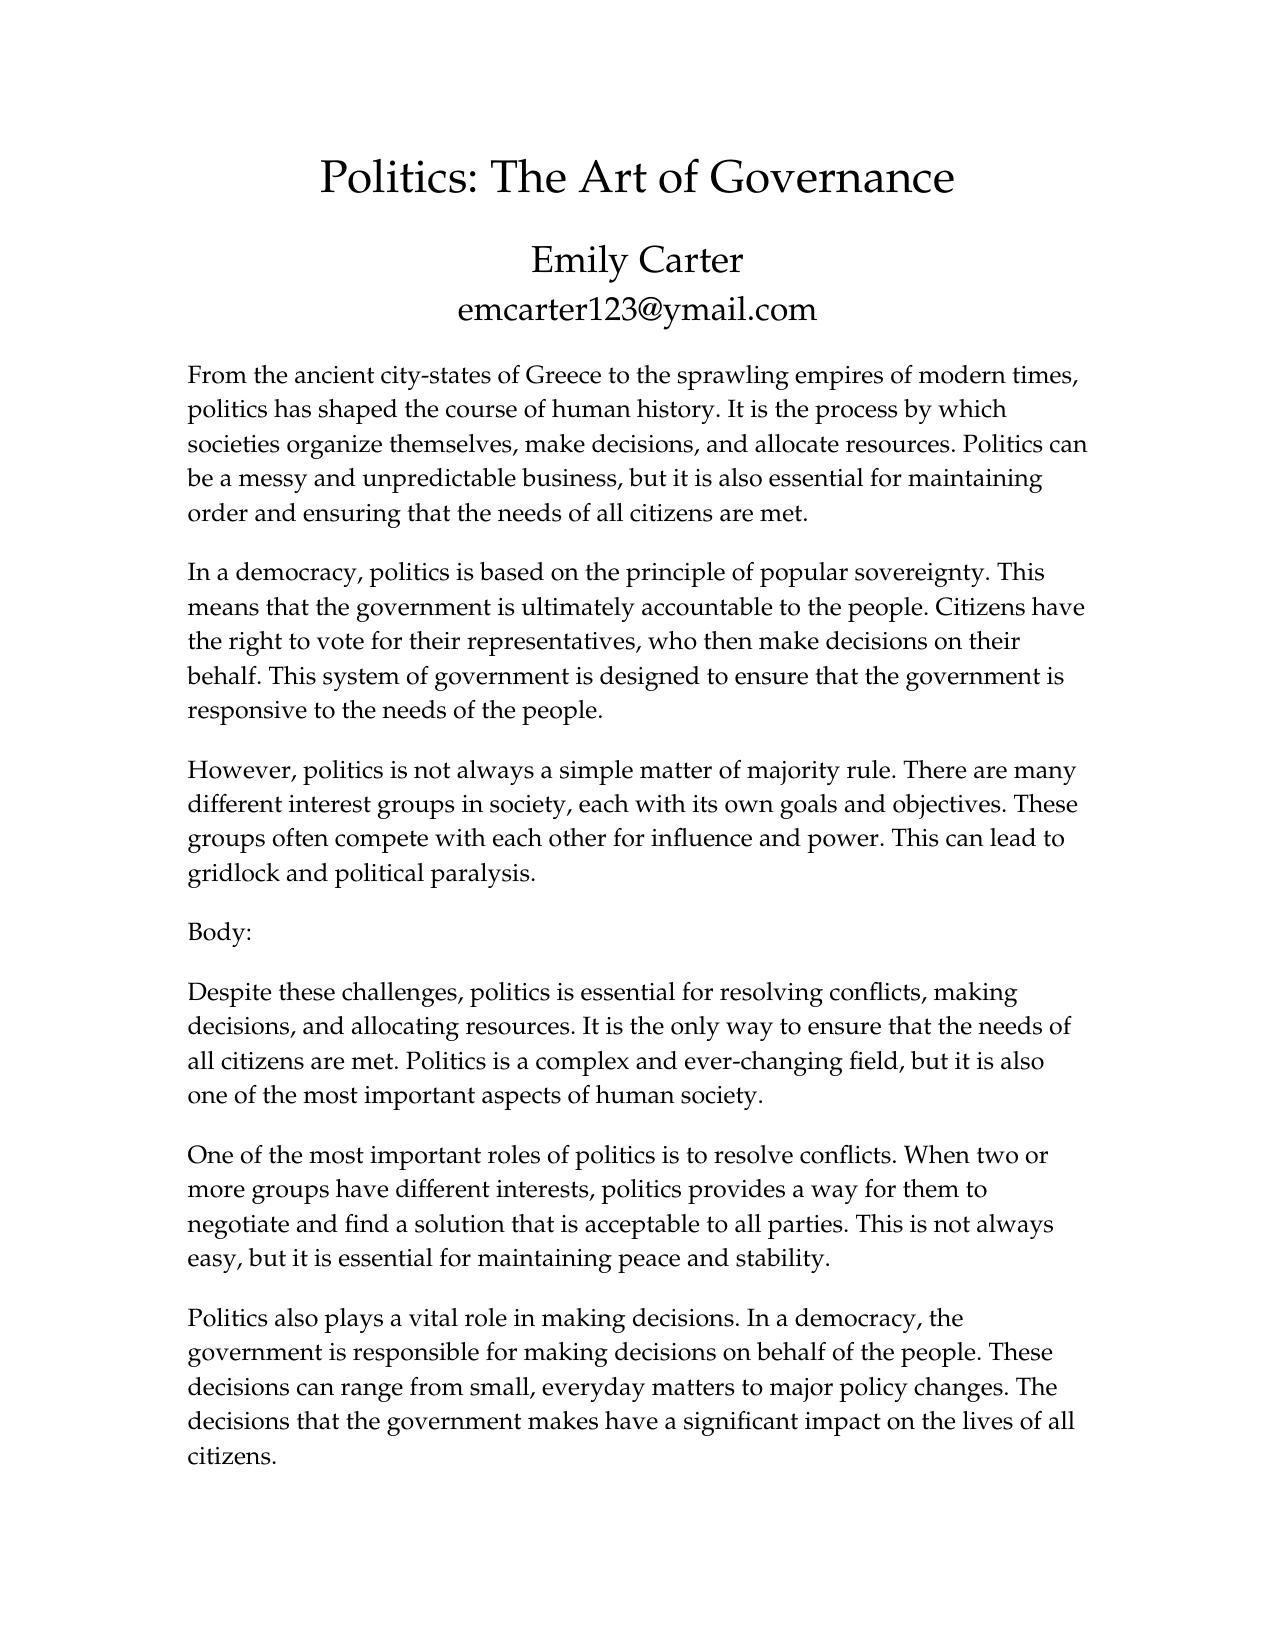 Politics: The Art of Governance
Emily Carter
emcarter123@ymail.com
From the ancient city-states of Greece to the sprawling empires of modern times,
politics has shaped the course of human history. It is the process by which
societies organize themselves, make decisions, and allocate resources. Politics can
be a messy and unpredictable business, but it is also essential for maintaining
order and ensuring that the needs of all citizens are met.
In a democracy, politics is based on the principle of popular sovereignty. This
means that the government is ultimately accountable to the people. Citizens have
the right to vote for their representatives, who then make decisions on their
behalf. This system of government is designed to ensure that the government is
responsive to the needs of the people.
However, politics is not always a simple matter of majority rule. There are many
different interest groups in society, each with its own goals and objectives. These
groups often compete with each other for influence and power. This can lead to
gridlock and political paralysis.
Body:
Despite these challenges, politics is essential for resolving conflicts, making
decisions, and allocating resources. It is the only way to ensure that the needs of
all citizens are met. Politics is a complex and ever-changing field, but it is also
one of the most important aspects of human society.
One of the most important roles of politics is to resolve conflicts. When two or
more groups have different interests, politics provides a way for them to
negotiate and find a solution that is acceptable to all parties. This is not always
easy, but it is essential for maintaining peace and stability.
Politics also plays a vital role in making decisions. In a democracy, the
government is responsible for making decisions on behalf of the people. These
decisions can range from small, everyday matters to major policy changes. The
decisions that the government makes have a significant impact on the lives of all
citizens.